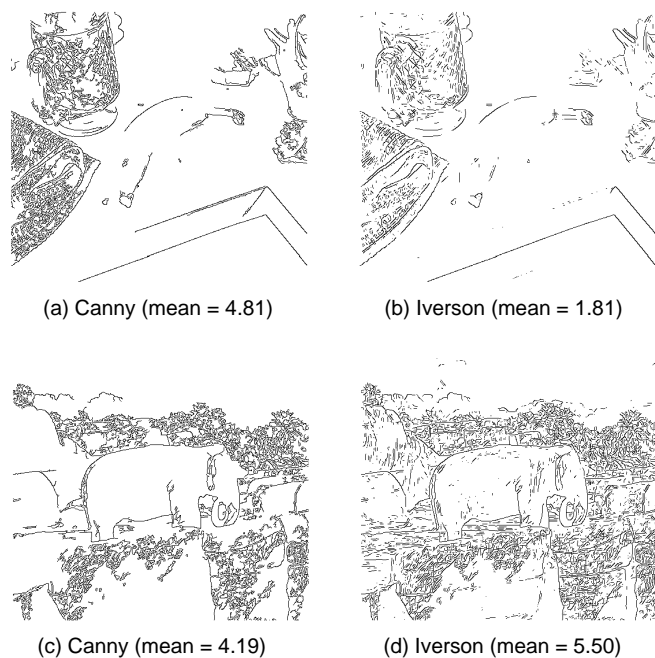 (a) Canny (mean = 4.81)
(b) Iverson (mean = 1.81)
(c) Canny (mean = 4.19)
(d) Iverson (mean = 5.50)